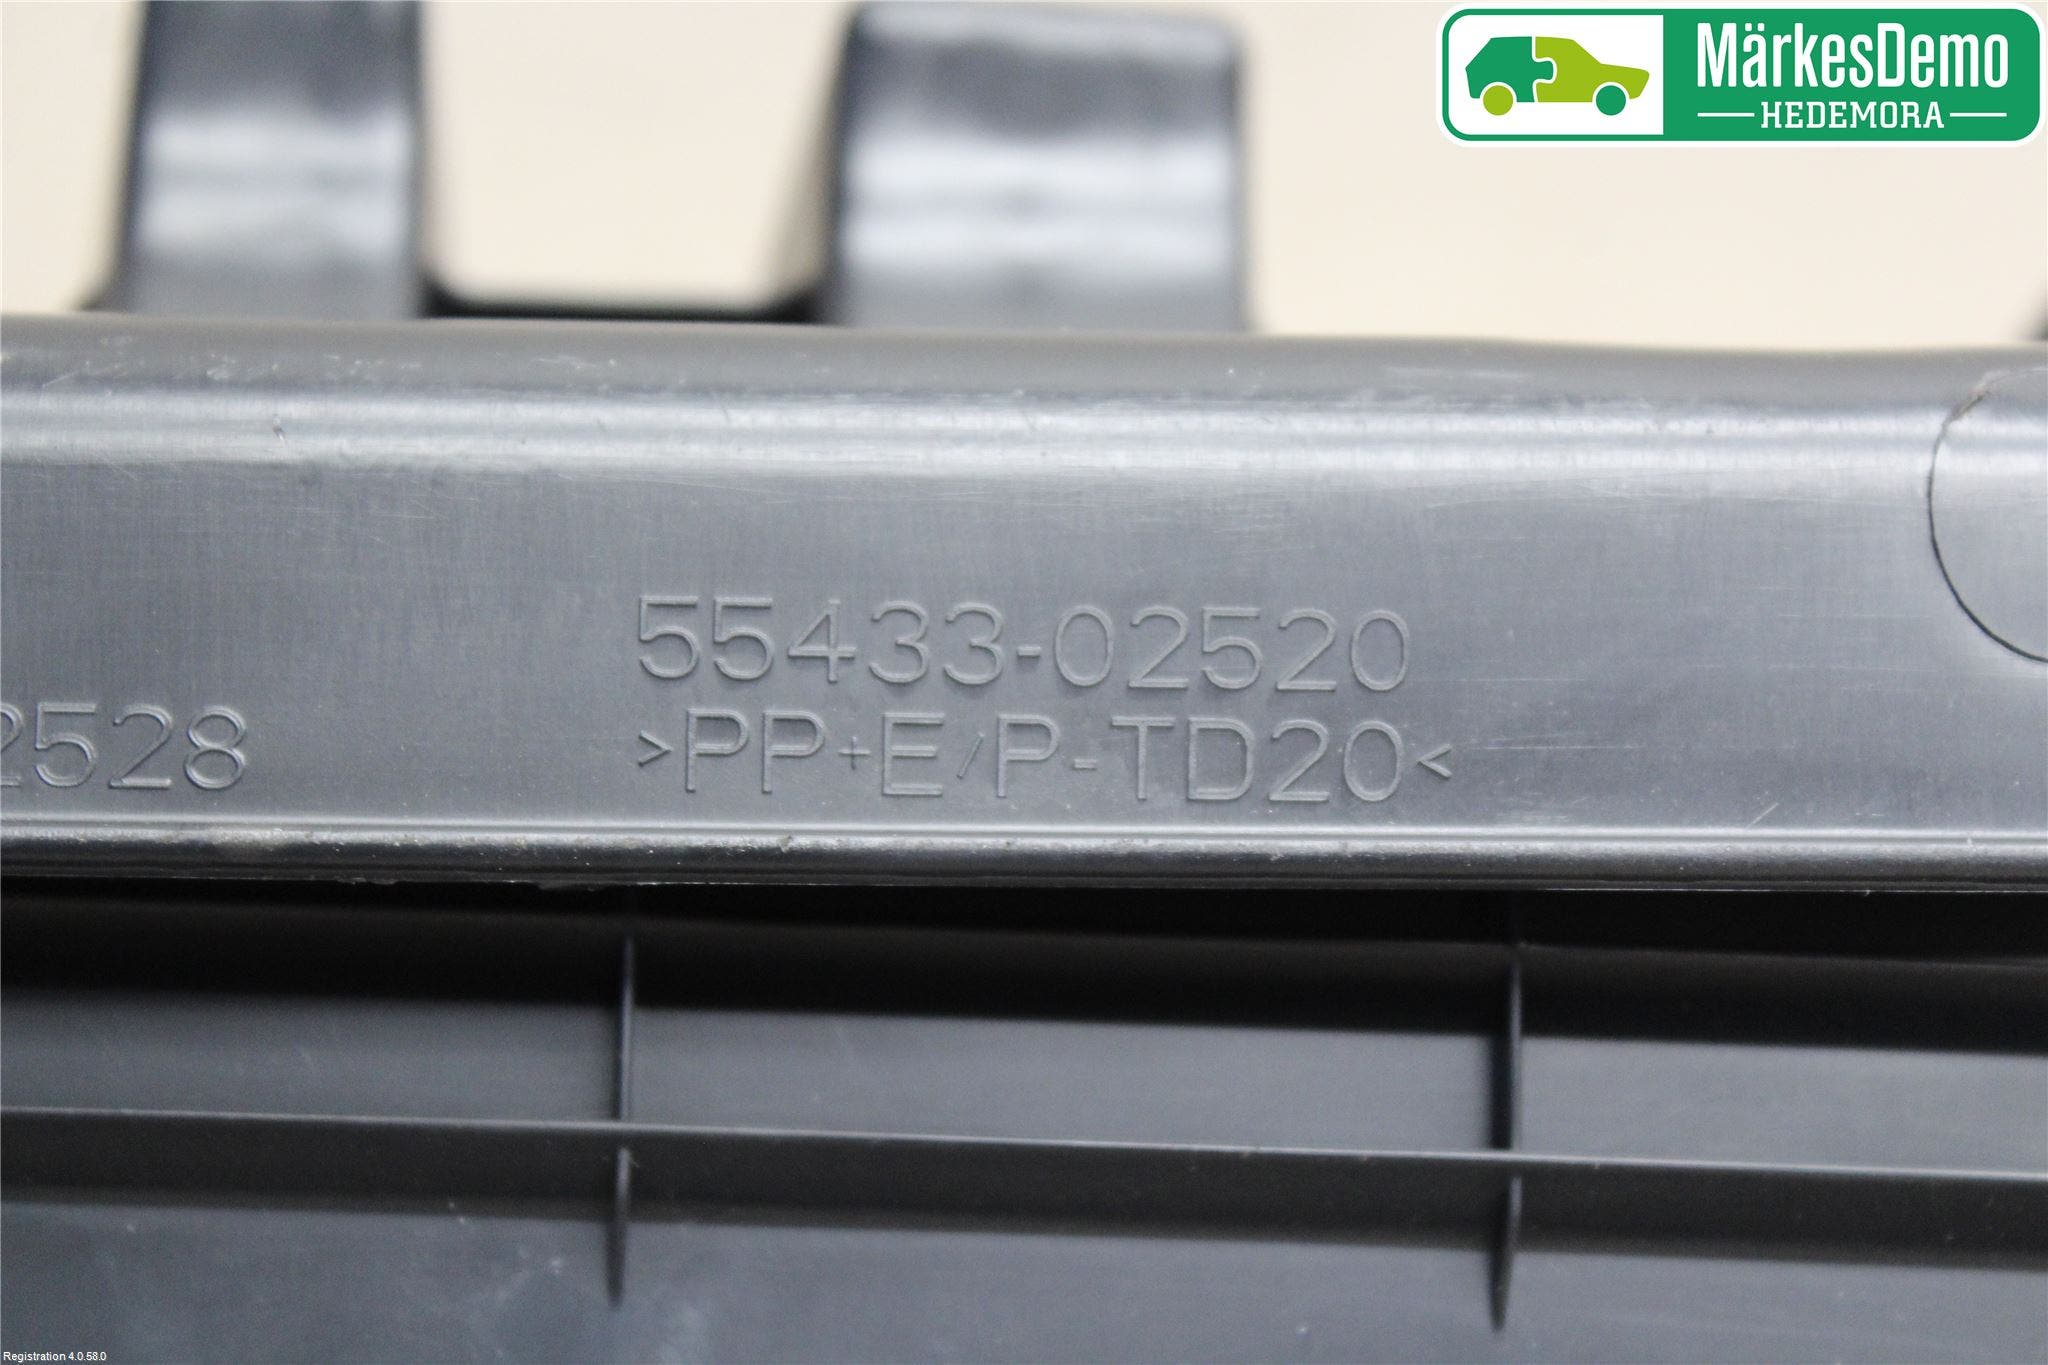 MärkesDemo
HEDEMORA
55433-02520
2528
>PP+E/P-TD20<
Registration 4.0.58.0